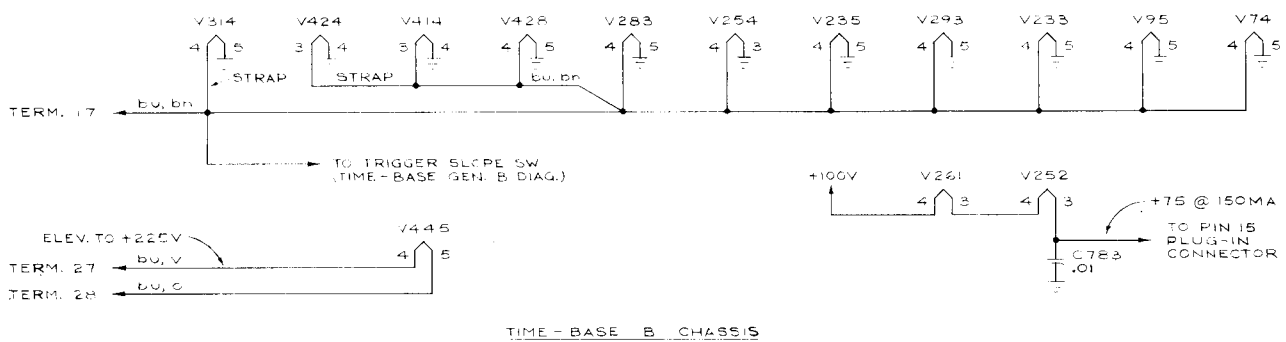 V314 V424 V414 V428 V283 V254 V235 V293 V233 V95 V74
4 5 3 4 3 4 4 5 4 5 4 3 4 5 4 5 4 5 4 5 4 5
STRAP STRAP bu, bn
TERM. 17 bu, bn
TO TRIGGER SLOPE SW.
(TIME-BASE GEN. B DIAG.)
+100V V261 V252
4 3 4 3 +75 @ 150MA
V445
ELEV. TO +225V 4 5
TO PIN 15
PLUG-IN
CONNECTOR
TERM. 27 bu, v
C783
.01
TERM. 28 bu, o
TIME-BASE B CHASSIS